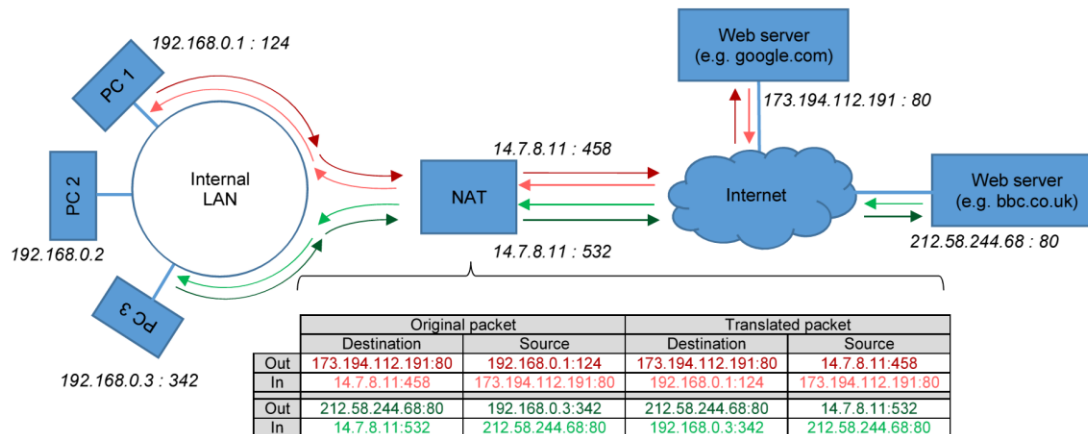 192.168.0.1 : 124
PC 1
PC 2
192.168.0.2
PC 3
192.168.0.3 : 342
Internal
LAN
NAT
14.7.8.11 : 458
14.7.8.11 : 532
Internet
Web server
(e.g. google.com)
173.194.112.191 : 80
Web server
(e.g. bbc.co.uk)
212.58.244.68 : 80
Original packet Translated packet
Destination Source Destination Source
Out 173.194.112.191:80 192.168.0.1:124 173.194.112.191:80 14.7.8.11:458
In 14.7.8.11:458 173.194.112.191:80 192.168.0.1:124 173.194.112.191:80
Out 212.58.244.68:80 192.168.0.3:342 212.58.244.68:80 14.7.8.11:532
In 14.7.8.11:532 212.58.244.68:80 192.168.0.3:342 212.58.244.68:80